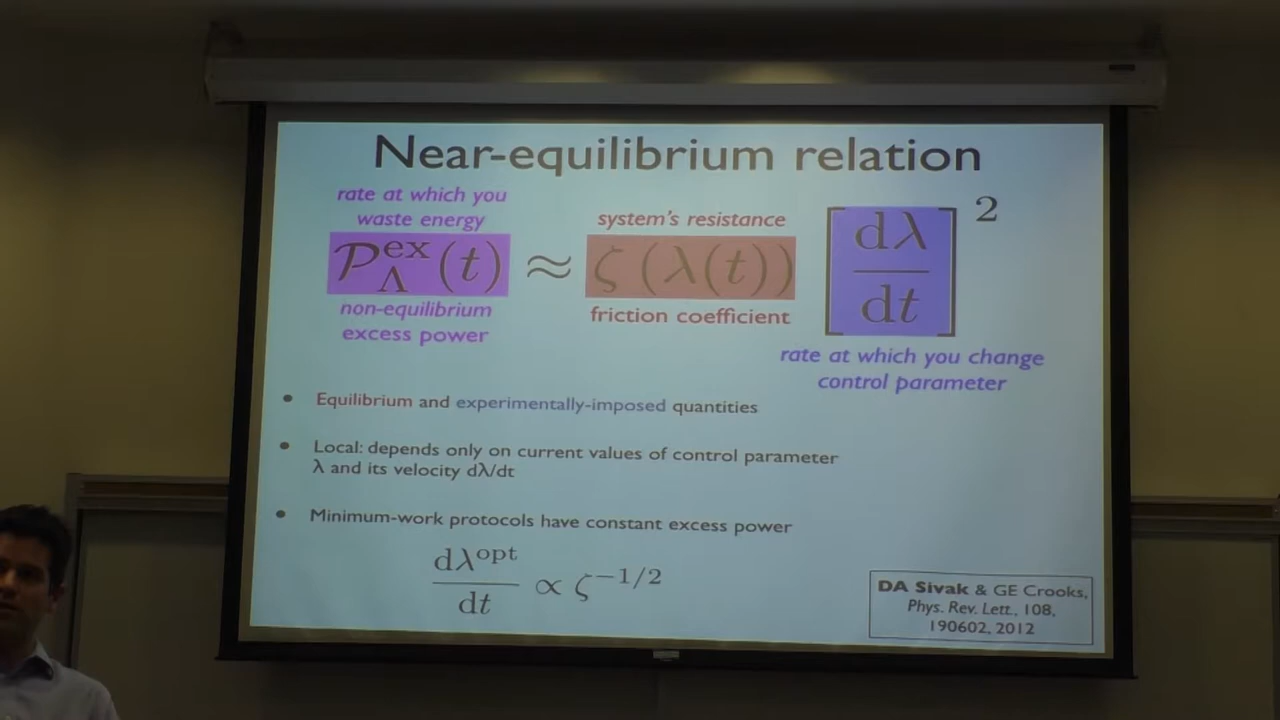 Near-equilibrium relation
rate at which you
waste energy
system's resistance
𝒫_Λ^ex(t) ≈ ζ(λ(t)) [dλ/dt]^2
non-equilibrium
excess power
friction coefficient
rate at which you change
control parameter
• Equilibrium and experimentally-imposed quantities
• Local: depends only on current values of control parameter
λ and its velocity dλ/dt
• Minimum-work protocols have constant excess power
dλ^opt/dt ∝ ζ^−1/2
DA Sivak & GE Crooks,
Phys. Rev. Lett., 108,
190602, 2012